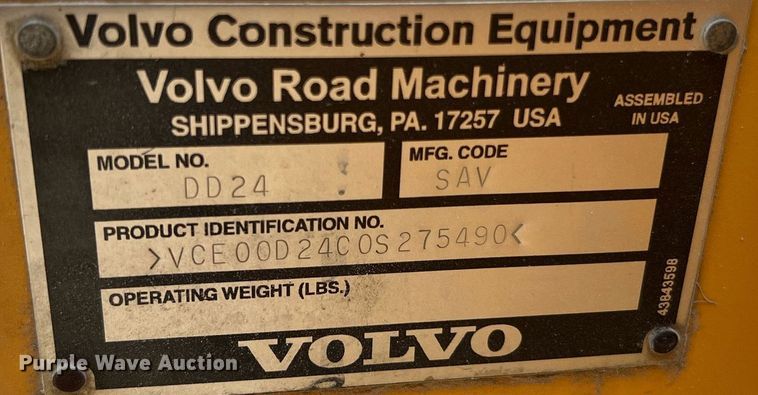 Volvo Construction Equipment
Volvo Road Machinery
SHIPPENSBURG, PA. 17257 USA
ASSEMBLED
IN USA
MODEL NO.
DD24
MFG. CODE
SAV
PRODUCT IDENTIFICATION NO.
>VCE00D24C0S275490<
OPERATING WEIGHT (LBS.)
43843598
VOLVO
Purple Wave Auction